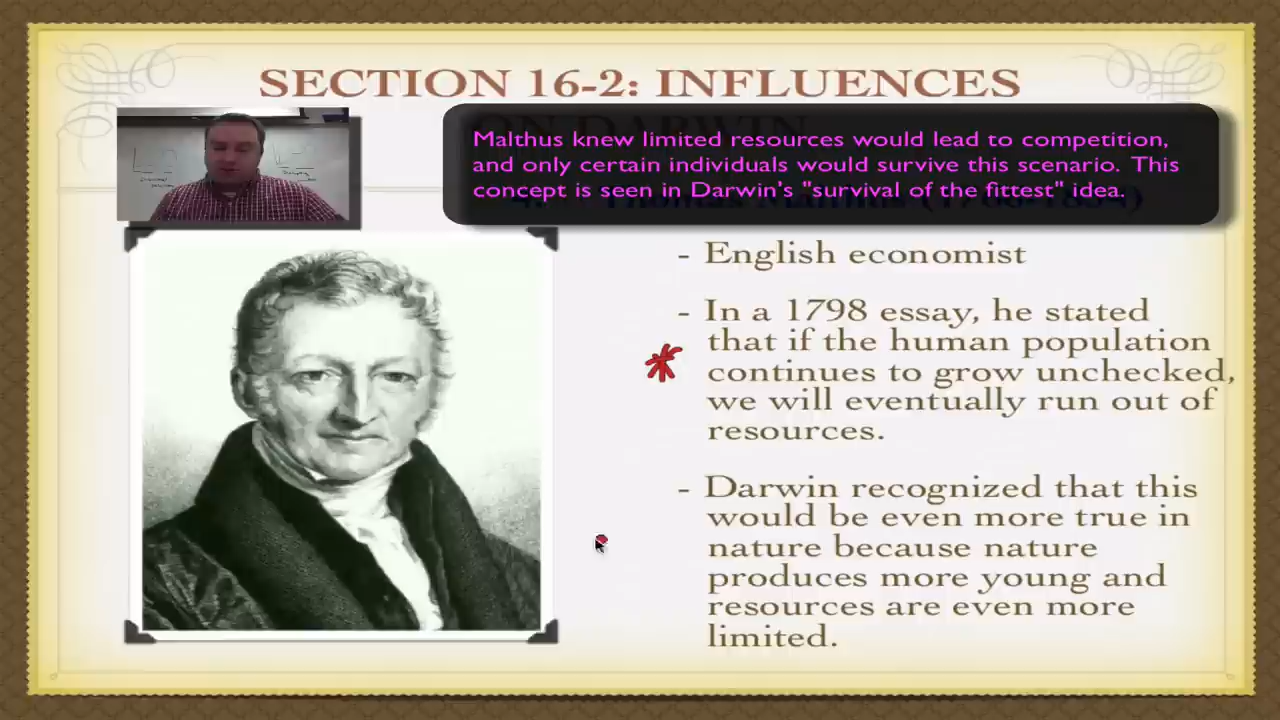 SECTION 16-2: INFLUENCES
ON DARWIN
Malthus knew limited resources would lead to competition,
and only certain individuals would survive this scenario. This
concept is seen in Darwin's "survival of the fittest" idea.
Thomas Malthus
- English economist
- In a 1798 essay, he stated
that if the human population
continues to grow unchecked,
we will eventually run out of
resources.
- Darwin recognized that this
would be even more true in
nature because nature
produces more young and
resources are even more
limited.